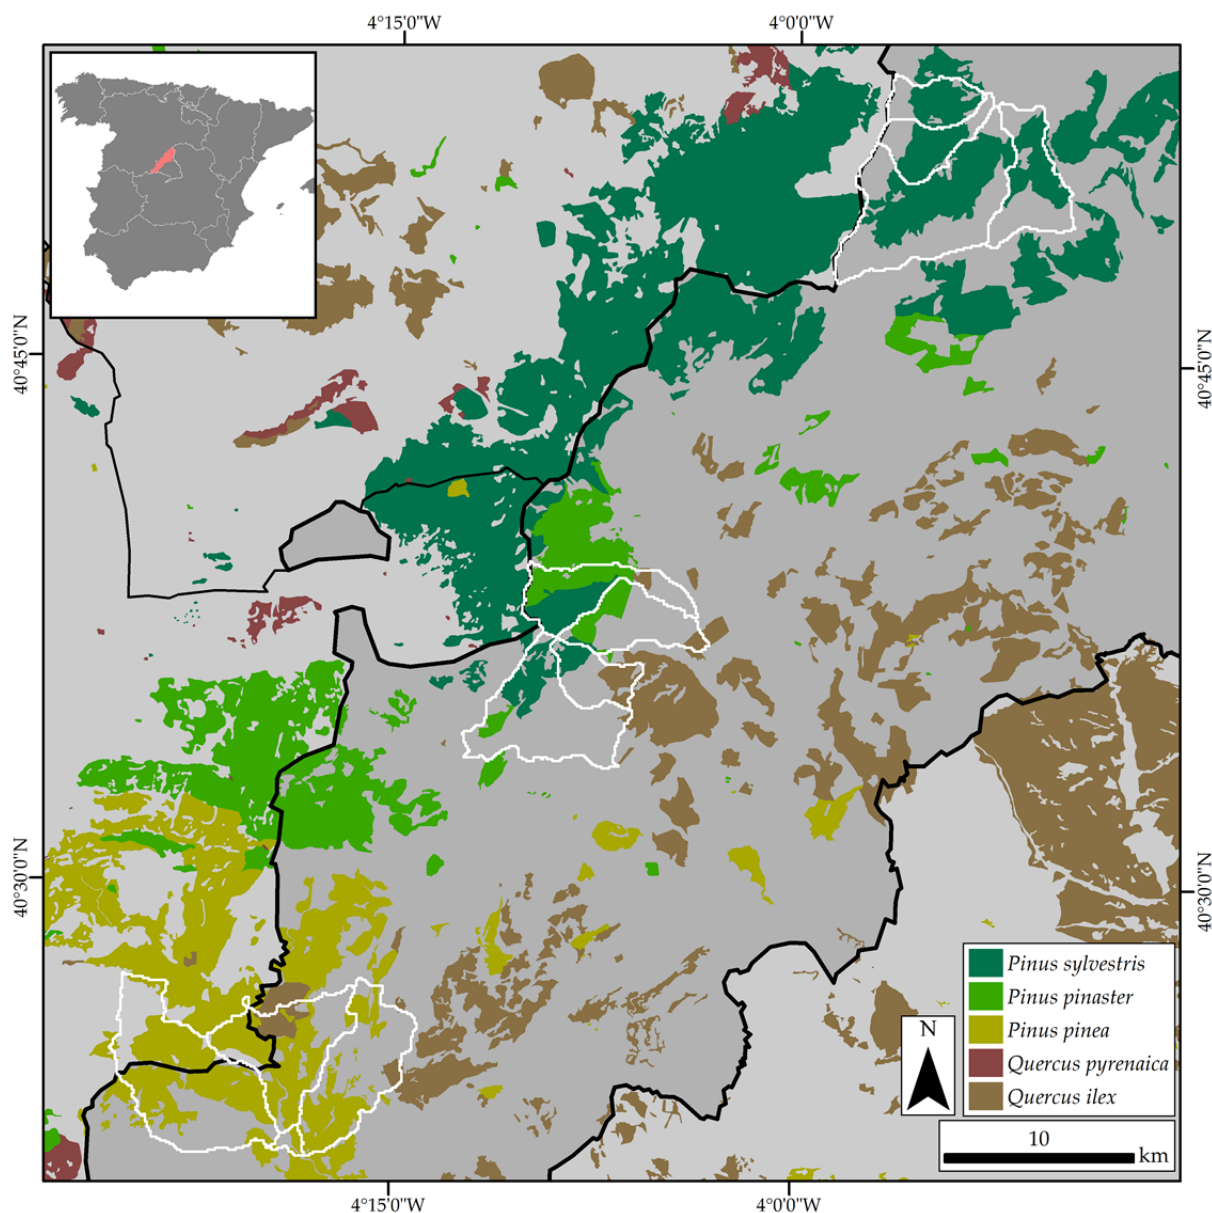 4°15'0"W
4°0'0"W
40°45'0"N
40°45'0"N
40°30'0"N
40°30'0"N
Pinus sylvestris
Pinus pinaster
Pinus pinea
Quercus pyrenaica
Quercus ilex
N
10
km
4°15'0"W
4°0'0"W